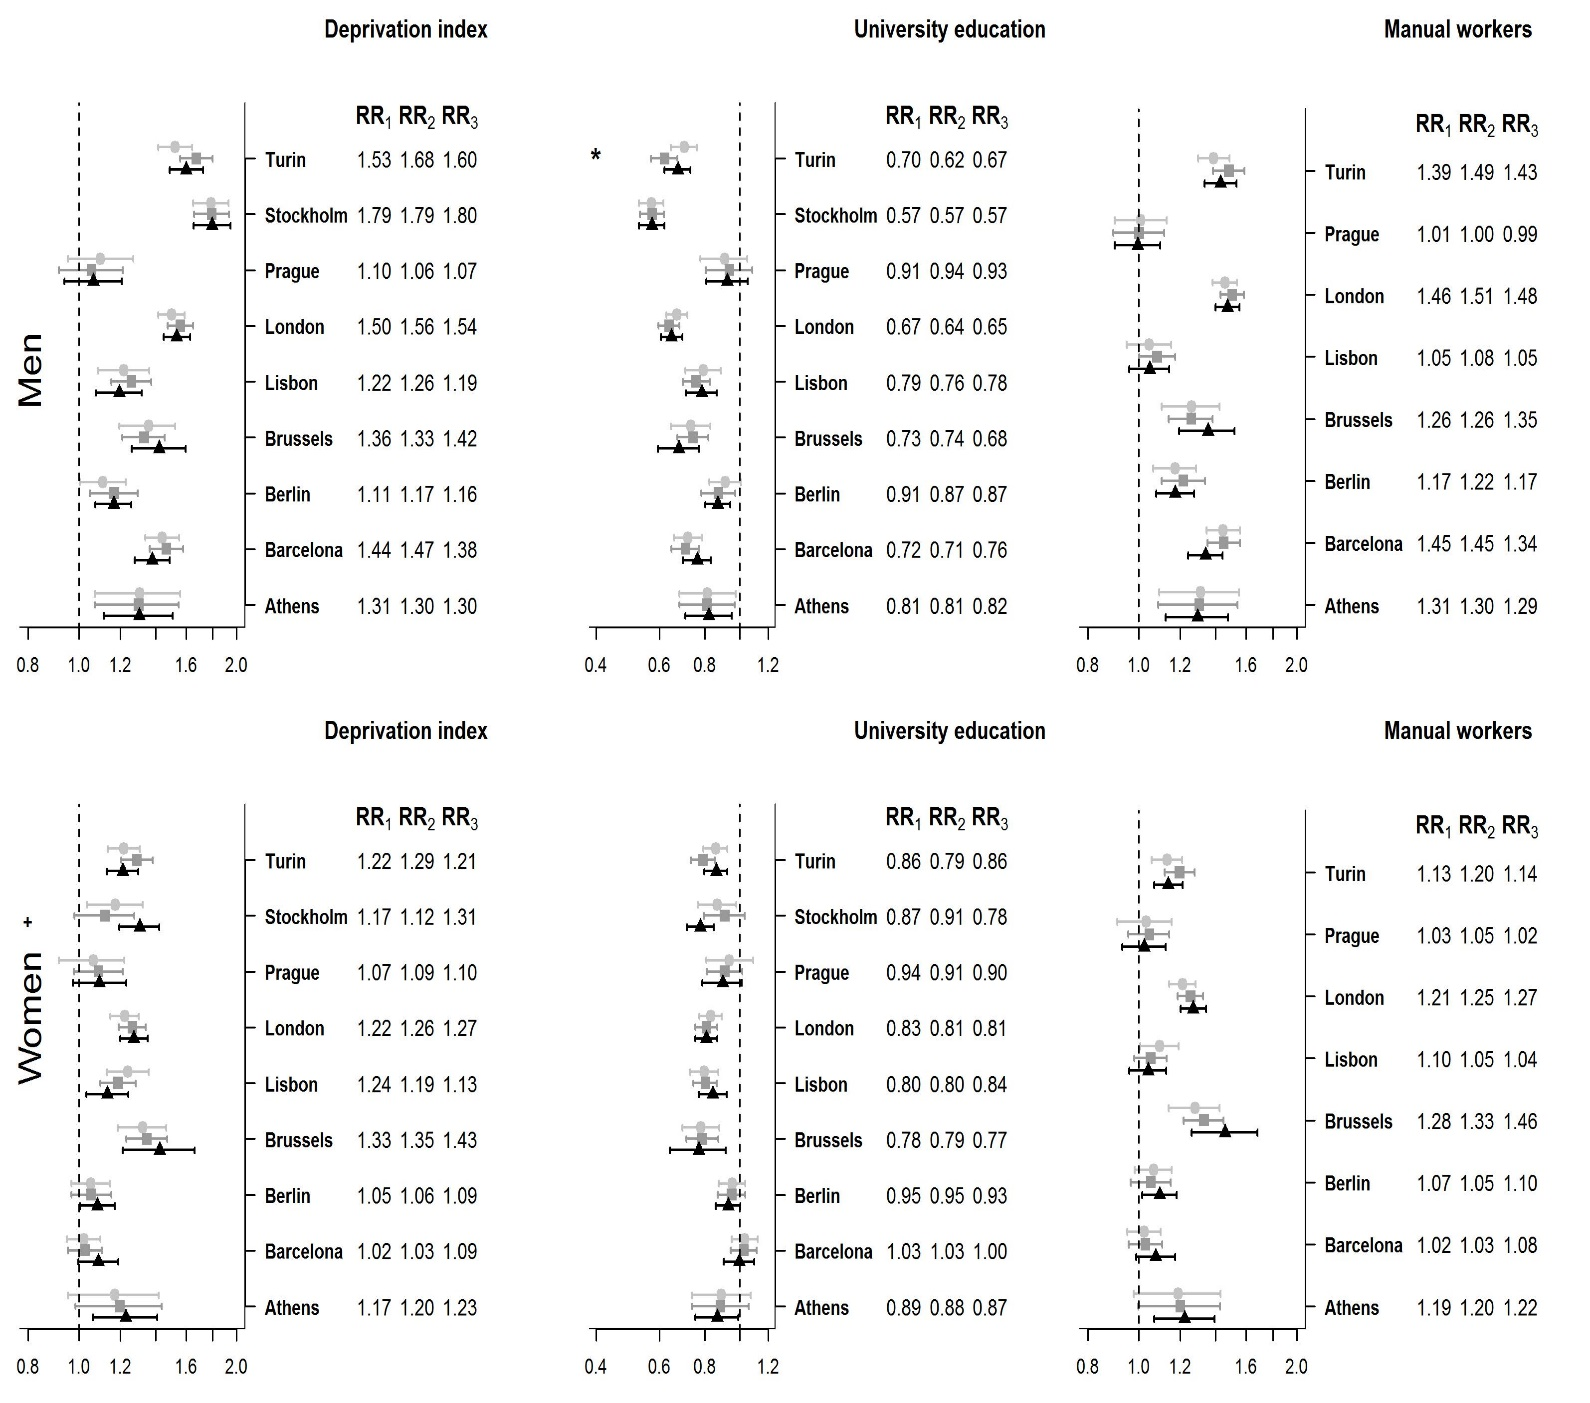 Deprivation index University education Manual workers
RR1 RR2 RR3 RR1 RR2 RR3 RR1 RR2 RR3
* Turin 1.53 1.68 1.60 Turin 0.70 0.62 0.67 Turin 1.39 1.49 1.43
Stockholm 1.79 1.79 1.80 Stockholm 0.57 0.57 0.57
Prague 1.10 1.06 1.07 Prague 0.91 0.94 0.93 Prague 1.01 1.00 0.99
London 1.50 1.56 1.54 London 0.67 0.64 0.65 London 1.46 1.51 1.48
Men
Lisbon 1.22 1.26 1.19 Lisbon 0.79 0.76 0.78 Lisbon 1.05 1.08 1.05
Brussels 1.36 1.33 1.42 Brussels 0.73 0.74 0.68 Brussels 1.26 1.26 1.35
Berlin 1.11 1.17 1.16 Berlin 0.91 0.87 0.87 Berlin 1.17 1.22 1.17
Barcelona 1.44 1.47 1.38 Barcelona 0.72 0.71 0.76 Barcelona 1.45 1.45 1.34
Athens 1.31 1.30 1.30 Athens 0.81 0.81 0.82 Athens 1.31 1.30 1.29
0.8 1.0 1.2 1.6 2.0 0.4 0.6 0.8 1.2 0.8 1.0 1.2 1.6 2.0
Deprivation index University education Manual workers
RR1 RR2 RR3 RR1 RR2 RR3 RR1 RR2 RR3
Turin 1.22 1.29 1.21 Turin 0.86 0.79 0.86 Turin 1.13 1.20 1.14
Stockholm 1.17 1.12 1.31 Stockholm 0.87 0.91 0.78
Prague 1.07 1.09 1.10 Prague 0.94 0.91 0.90 Prague 1.03 1.05 1.02
Women +
London 1.22 1.26 1.27 London 0.83 0.81 0.81 London 1.21 1.25 1.27
Lisbon 1.24 1.19 1.13 Lisbon 0.80 0.80 0.84 Lisbon 1.10 1.05 1.04
Brussels 1.33 1.35 1.43 Brussels 0.78 0.79 0.77 Brussels 1.28 1.33 1.46
Berlin 1.05 1.06 1.09 Berlin 0.95 0.95 0.93 Berlin 1.07 1.05 1.10
Barcelona 1.02 1.03 1.09 Barcelona 1.03 1.03 1.00 Barcelona 1.02 1.03 1.08
Athens 1.17 1.20 1.23 Athens 0.89 0.88 0.87 Athens 1.19 1.20 1.22
0.8 1.0 1.2 1.6 2.0 0.4 0.6 0.8 1.2 0.8 1.0 1.2 1.6 2.0